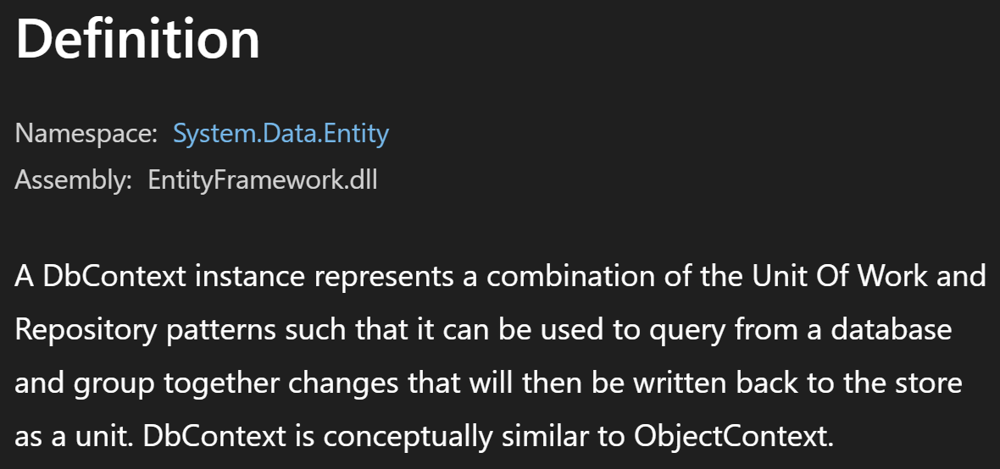 Definition
Namespace: System.Data.Entity
Assembly: EntityFramework.dll
A DbContext instance represents a combination of the Unit Of Work and
Repository patterns such that it can be used to query from a database
and group together changes that will then be written back to the store
as a unit. DbContext is conceptually similar to ObjectContext.